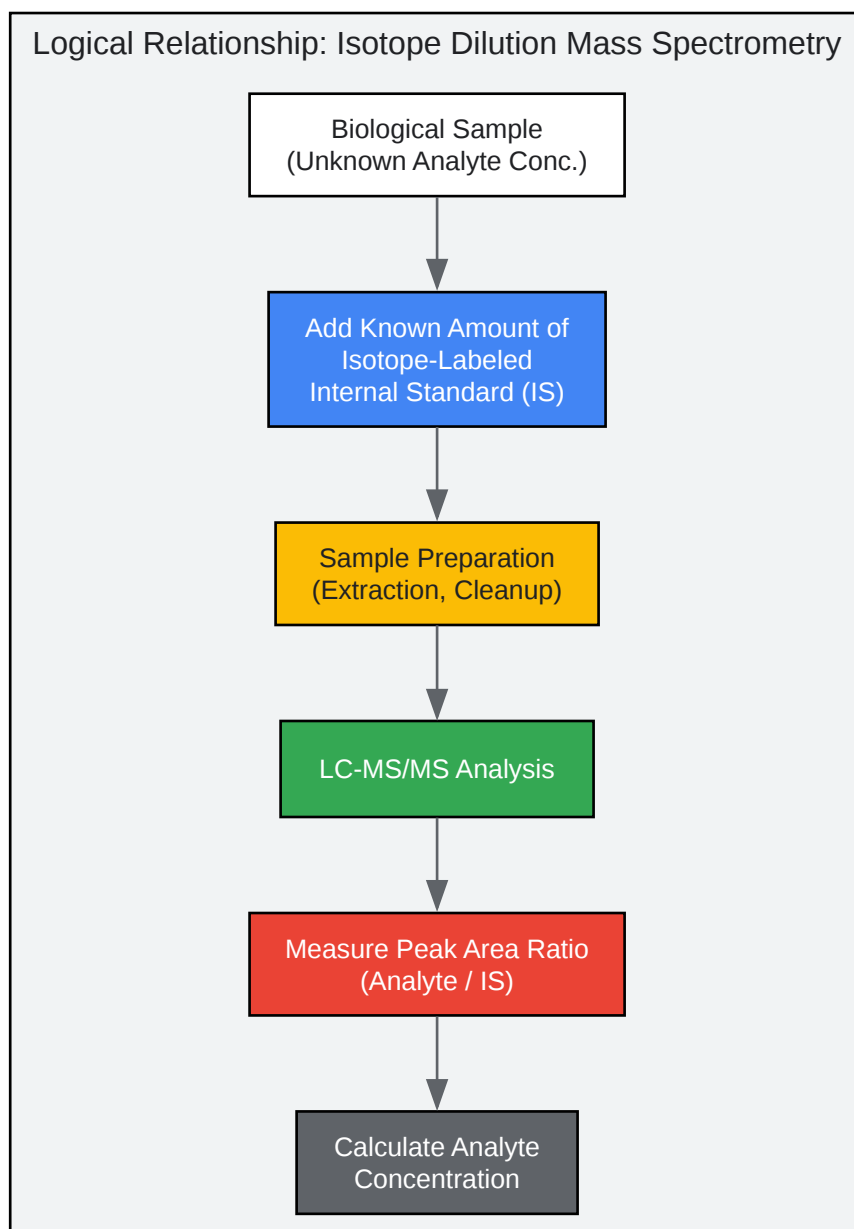 Logical Relationship: Isotope Dilution Mass Spectrometry
Biological Sample
(Unknown Analyte Conc.)
Add Known Amount of
Isotope-Labeled
Internal Standard (IS)
Sample Preparation
(Extraction, Cleanup)
LC-MS/MS Analysis
Measure Peak Area Ratio
(Analyte / IS)
Calculate Analyte
Concentration